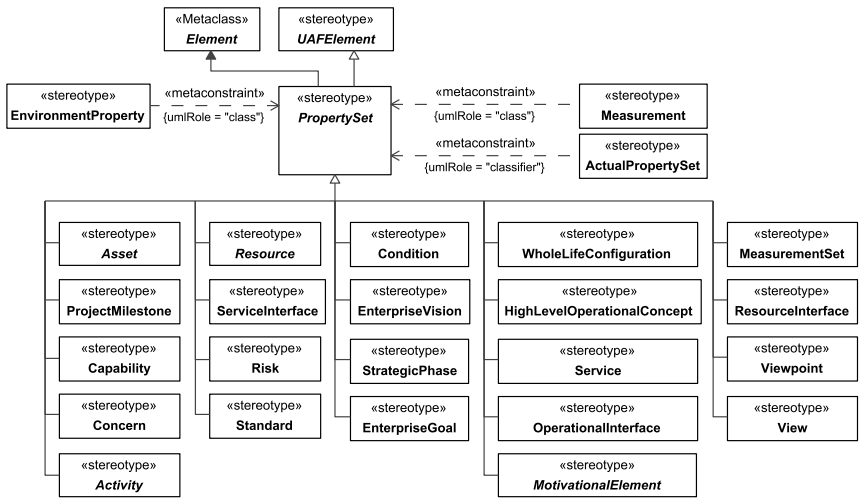 «Metaclass»
Element
«stereotype»
UAFElement
«stereotype»
EnvironmentProperty
«metaconstraint»
{umlRole = "class"}
«stereotype»
PropertySet
«metaconstraint»
{umlRole = "class"}
«stereotype»
Measurement
«metaconstraint»
{umlRole = "classifier"}
«stereotype»
ActualPropertySet
«stereotype»
Asset
«stereotype»
Resource
«stereotype»
Condition
«stereotype»
WholeLifeConfiguration
«stereotype»
MeasurementSet
«stereotype»
ProjectMilestone
«stereotype»
ServiceInterface
«stereotype»
EnterpriseVision
«stereotype»
HighLevelOperationalConcept
«stereotype»
ResourceInterface
«stereotype»
Capability
«stereotype»
Risk
«stereotype»
StrategicPhase
«stereotype»
Service
«stereotype»
Viewpoint
«stereotype»
Concern
«stereotype»
Standard
«stereotype»
EnterpriseGoal
«stereotype»
OperationalInterface
«stereotype»
View
«stereotype»
Activity
«stereotype»
MotivationalElement